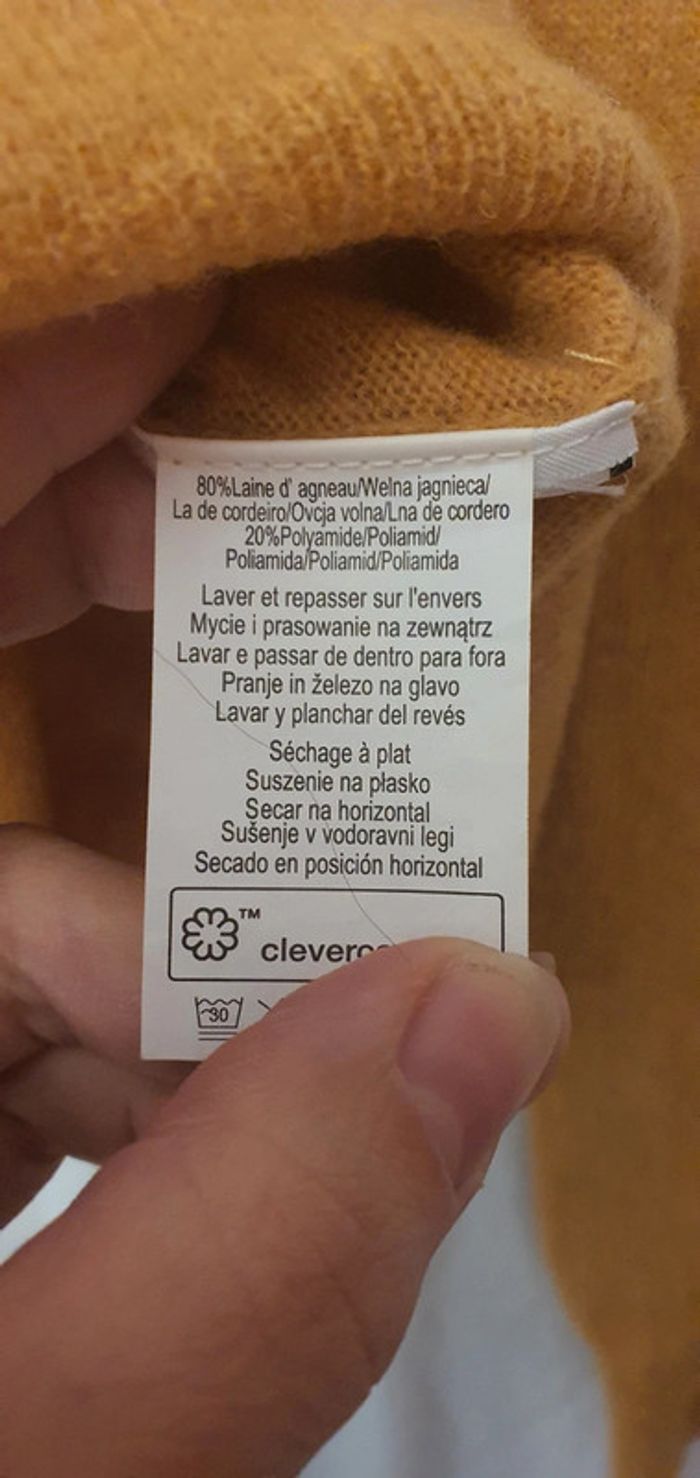 80%Laine d' agneau/Wełna jagnieca/
La de cordeiro/Ovcja volna/Lna de cordero
20%Polyamide/Poliamid/
Poliamida/Poliamid/Poliamida
Laver et repasser sur l'envers
Mycie i prasowanie na zewnątrz
Lavar e passar de dentro para fora
Pranje in železo na glavo
Lavar y planchar del revés
Séchage à plat
Suszenie na płasko
Secar na horizontal
Sušenje v vodoravni legi
Secado en posición horizontal
™
30